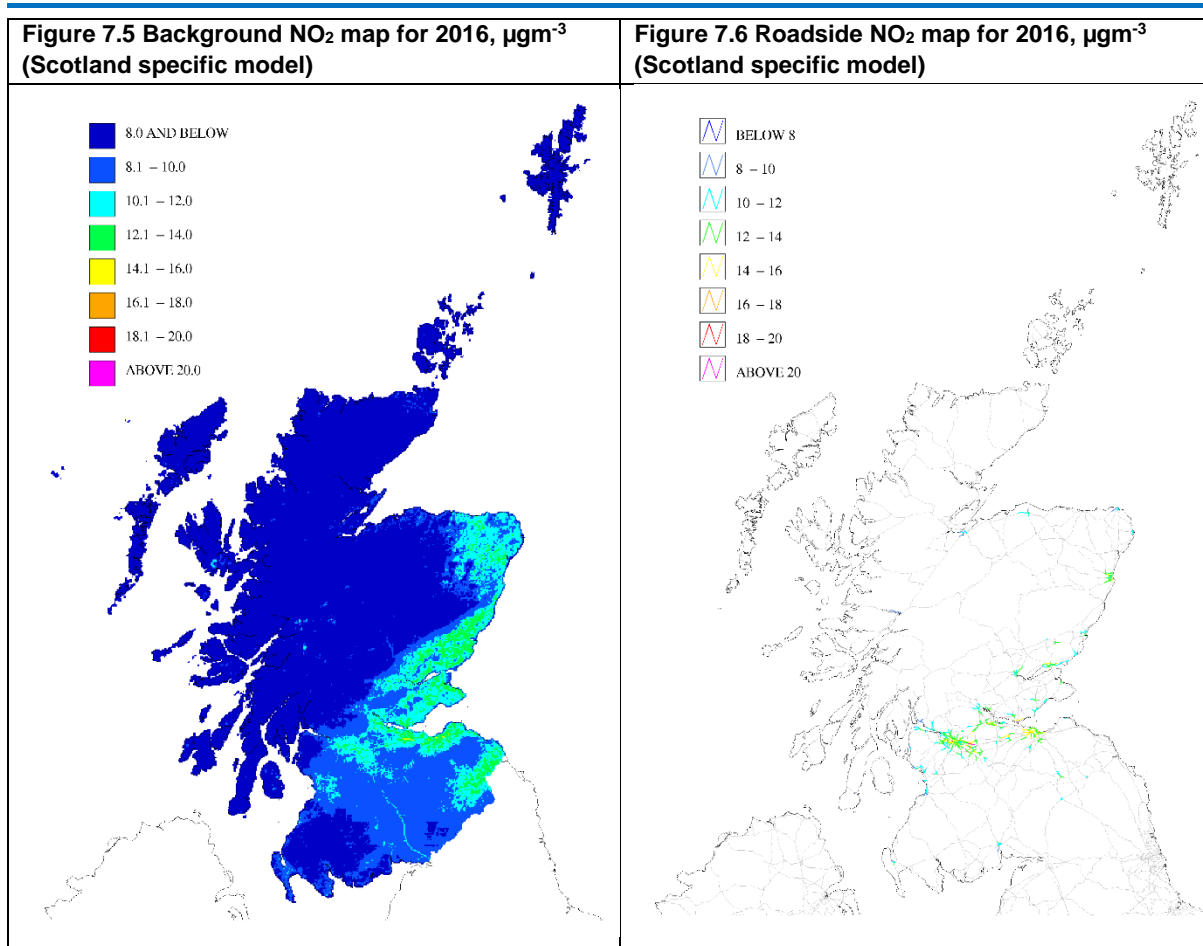 Figure 7.5 Background NO₂ map for 2016, µgm⁻³
(Scotland specific model)
8.0 AND BELOW
8.1 – 10.0
10.1 – 12.0
12.1 – 14.0
14.1 – 16.0
16.1 – 18.0
18.1 – 20.0
ABOVE 20.0
Figure 7.6 Roadside NO₂ map for 2016, µgm⁻³
(Scotland specific model)
BELOW 8
8 – 10
10 – 12
12 – 14
14 – 16
16 – 18
18 – 20
ABOVE 20